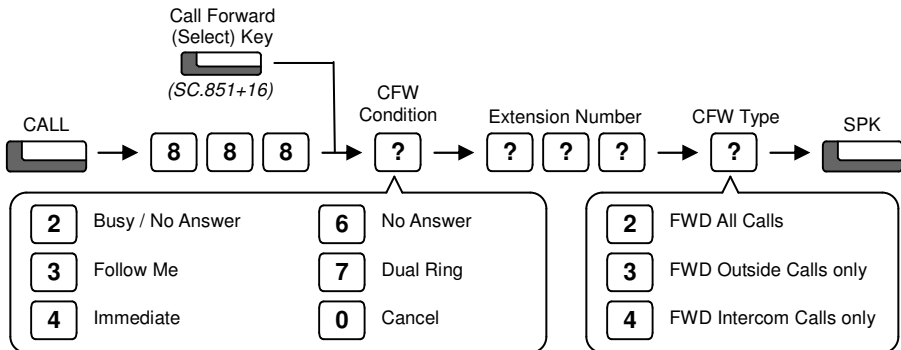 Call Forward
(Select) Key
(SC.851+16)
CFW
Condition
Extension Number
CFW Type
CALL
SPK
8 8 8 ? ? ? ? ?
2 Busy / No Answer
6 No Answer
2 FWD All Calls
3 Follow Me
7 Dual Ring
3 FWD Outside Calls only
4 Immediate
0 Cancel
4 FWD Intercom Calls only